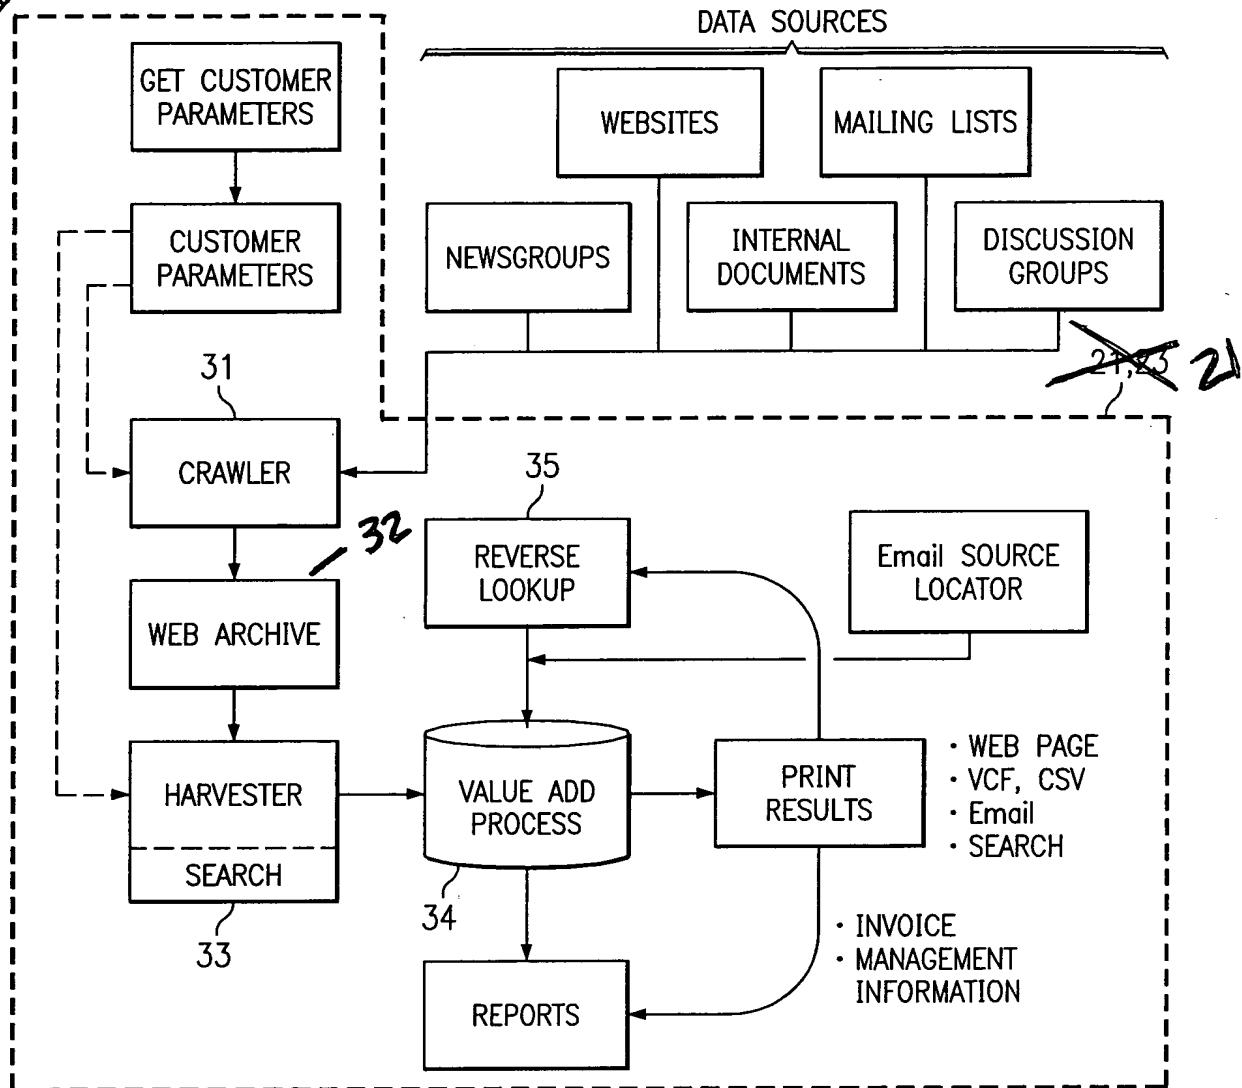 DATA SOURCES
GET CUSTOMER
PARAMETERS
WEBSITES
MAILING LISTS
CUSTOMER
PARAMETERS
NEWSGROUPS
INTERNAL
DOCUMENTS
DISCUSSION
GROUPS
21,23 21
31
CRAWLER
35
32
REVERSE
LOOKUP
Email SOURCE
LOCATOR
WEB ARCHIVE
HARVESTER
SEARCH
33
VALUE ADD
PROCESS
34
PRINT
RESULTS
· WEB PAGE
· VCF, CSV
· Email
· SEARCH
REPORTS
· INVOICE
· MANAGEMENT
INFORMATION